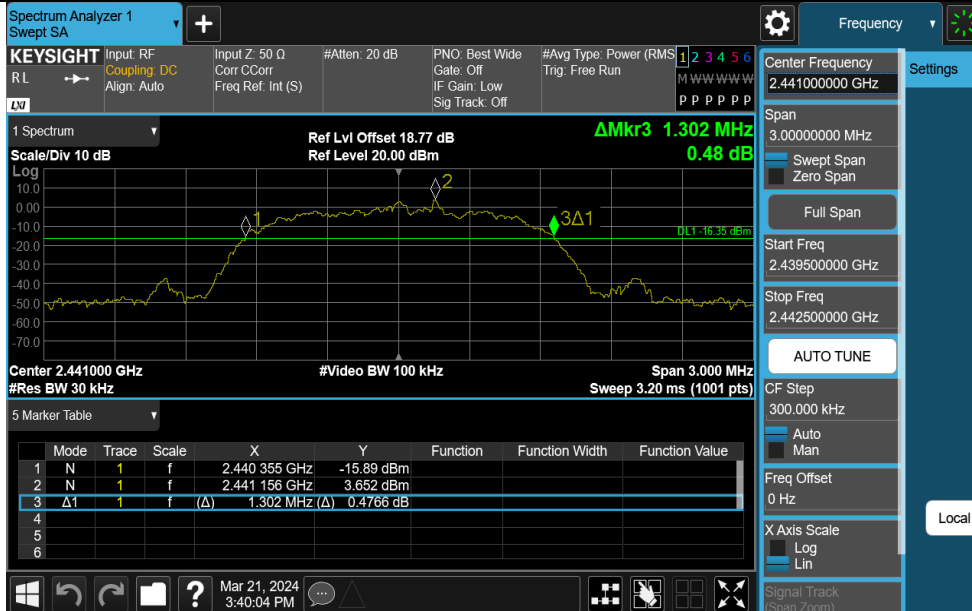 Spectrum Analyzer 1
Swept SA
Frequency
KEYSIGHT
R L
LXI
Input: RF
Coupling: DC
Align: Auto
Input Z: 50 Ω
Corr CCorr
Freq Ref: Int (S)
#Atten: 20 dB
PNO: Best Wide
Gate: Off
IF Gain: Low
Sig Track: Off
#Avg Type: Power (RMS
Trig: Free Run
1 2 3 4 5 6
M W W W W W
P P P P P P
1 Spectrum
Scale/Div 10 dB
Ref Lvl Offset 18.77 dB
Ref Level 20.00 dBm
ΔMkr3 1.302 MHz
0.48 dB
Log
10.0
0.00
-10.0
-20.0
-30.0
-40.0
-50.0
-60.0
-70.0
1
2
3Δ1
DL1 -16.35 dBm
Center 2.441000 GHz
#Video BW 100 kHz
Span 3.000 MHz
#Res BW 30 kHz
Sweep 3.20 ms (1001 pts)
5 Marker Table
Mode Trace Scale X Y Function Function Width Function Value
1 N 1 f 2.440 355 GHz -15.89 dBm
2 N 1 f 2.441 156 GHz 3.652 dBm
3 Δ1 1 f (Δ) 1.302 MHz (Δ) 0.4766 dB
4
5
6
?
Mar 21, 2024
3:40:04 PM
Center Frequency
2.441000000 GHz
Span
3.00000000 MHz
Swept Span
Zero Span
Full Span
Start Freq
2.439500000 GHz
Stop Freq
2.442500000 GHz
AUTO TUNE
CF Step
300.000 kHz
Auto
Man
Freq Offset
0 Hz
X Axis Scale
Log
Lin
Signal Track
(Span Zoom)
Settings
Local